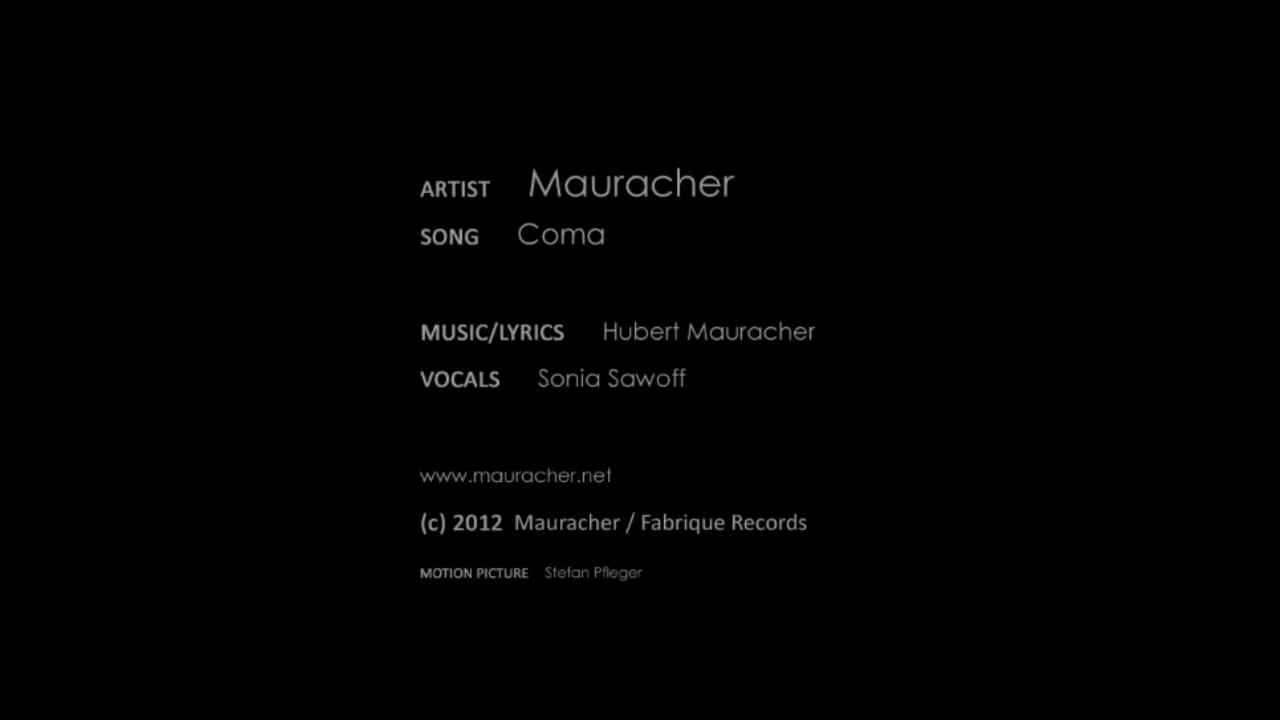 ARTIST Mauracher
SONG Coma
MUSIC/LYRICS Hubert Mauracher
VOCALS Sonia Sawoff
www.mauracher.net
(c) 2012 Mauracher / Fabrique Records
MOTION PICTURE Stefan Pfleger